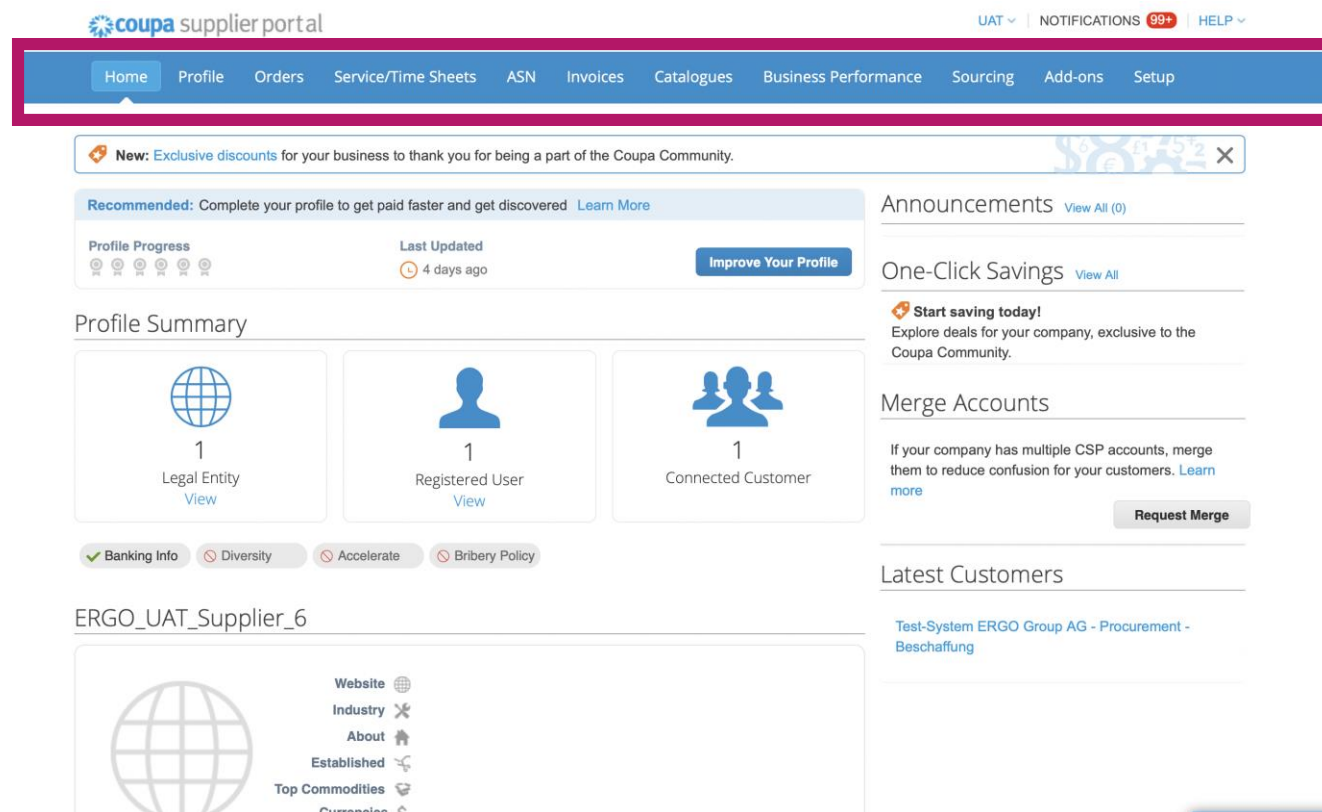 coupa supplier portal
UAT NOTIFICATIONS 99+ HELP
Home Profile Orders Service/Time Sheets ASN Invoices Catalogues Business Performance Sourcing Add-ons Setup
New: Exclusive discounts for your business to thank you for being a part of the Coupa Community.
Recommended: Complete your profile to get paid faster and get discovered Learn More
Profile Progress
Last Updated
4 days ago
Improve Your Profile
Profile Summary
1
Legal Entity
View
1
Registered User
View
1
Connected Customer
Banking Info Diversity Accelerate Bribery Policy
ERGO_UAT_Supplier_6
Website
Industry
About
Established
Top Commodities
Currencies
Announcements View All (0)
One-Click Savings View All
Start saving today!
Explore deals for your company, exclusive to the
Coupa Community.
Merge Accounts
If your company has multiple CSP accounts, merge
them to reduce confusion for your customers. Learn
more
Request Merge
Latest Customers
Test-System ERGO Group AG - Procurement -
Beschaffung